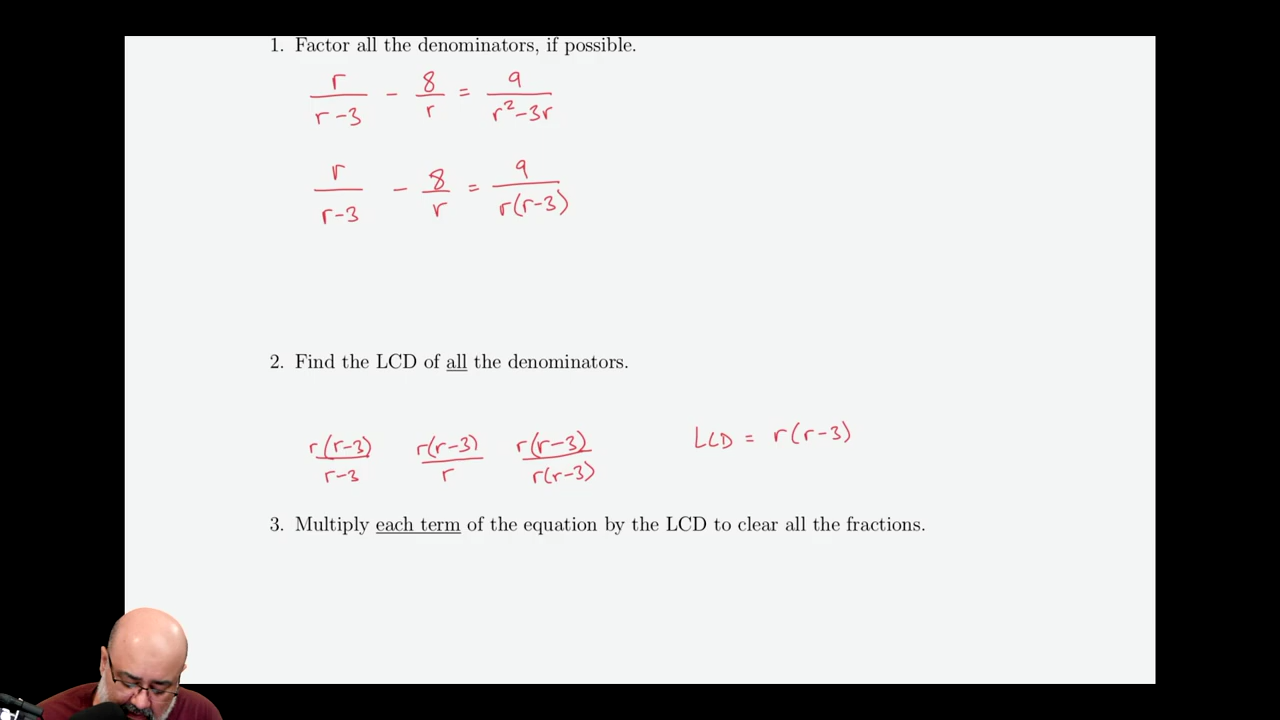 1. Factor all the denominators, if possible.
r/(r-3) - 8/r = 9/(r²-3r)
r/(r-3) - 8/r = 9/(r(r-3))
2. Find the LCD of all the denominators.
r(r-3)/(r-3) r(r-3)/r r(r-3)/(r(r-3)) LCD = r(r-3)
3. Multiply each term of the equation by the LCD to clear all the fractions.